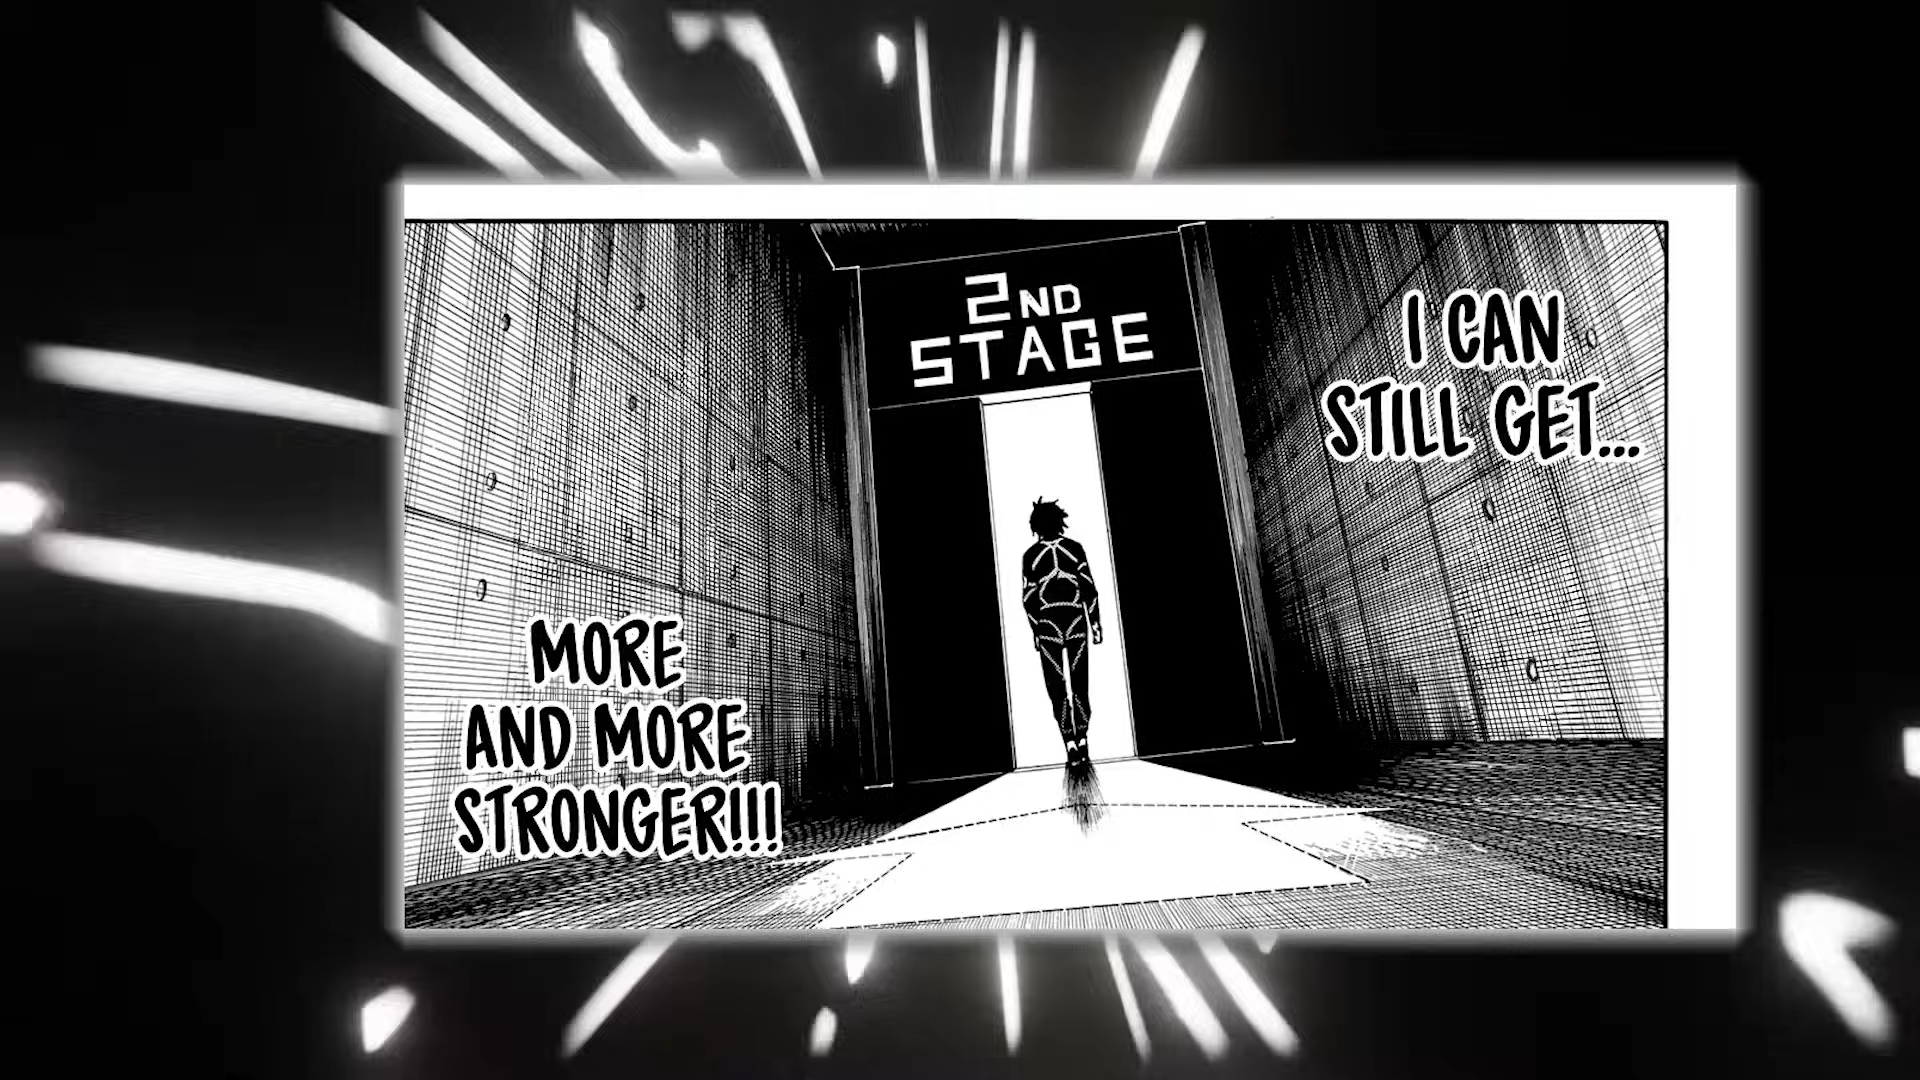 2ND
STAGE
I CAN
STILL GET...
MORE
AND MORE
STRONGER!!!